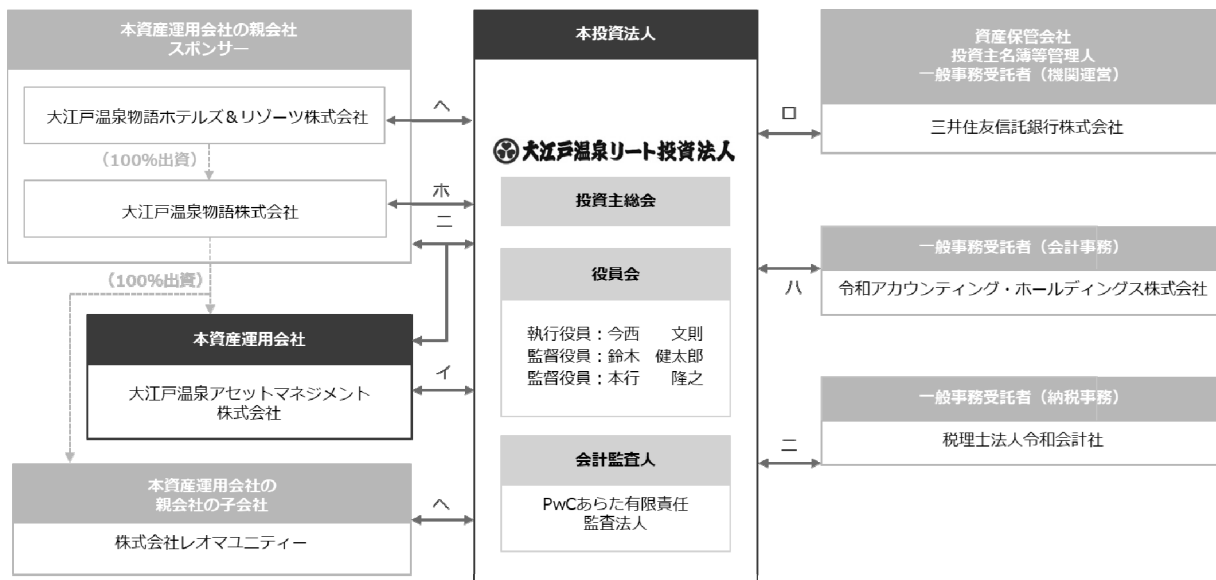 本資産運用会社の親会社
スポンサー
大江戸温泉物語ホテルズ＆リゾーツ株式会社
（100％出資）
大江戸温泉物語株式会社
（100％出資）
本資産運用会社
大江戸温泉アセットマネジメント
株式会社
本資産運用会社の
親会社の子会社
株式会社レオマユニティー
ヘ
ホ
ニ
イ
ヘ
本投資法人
大江戸温泉リート投資法人
投資主総会
役員会
執行役員：今西　　文則
監督役員：鈴木　健太郎
監督役員：本行　　隆之
会計監査人
PwCあらた有限責任
監査法人
ロ
ハ
ニ
資産保管会社
投資主名簿等管理人
一般事務受託者（機関運営）
三井住友信託銀行株式会社
一般事務受託者（会計事務）
令和アカウンティング・ホールディングス株式会社
一般事務受託者（納税事務）
税理士法人令和会計社